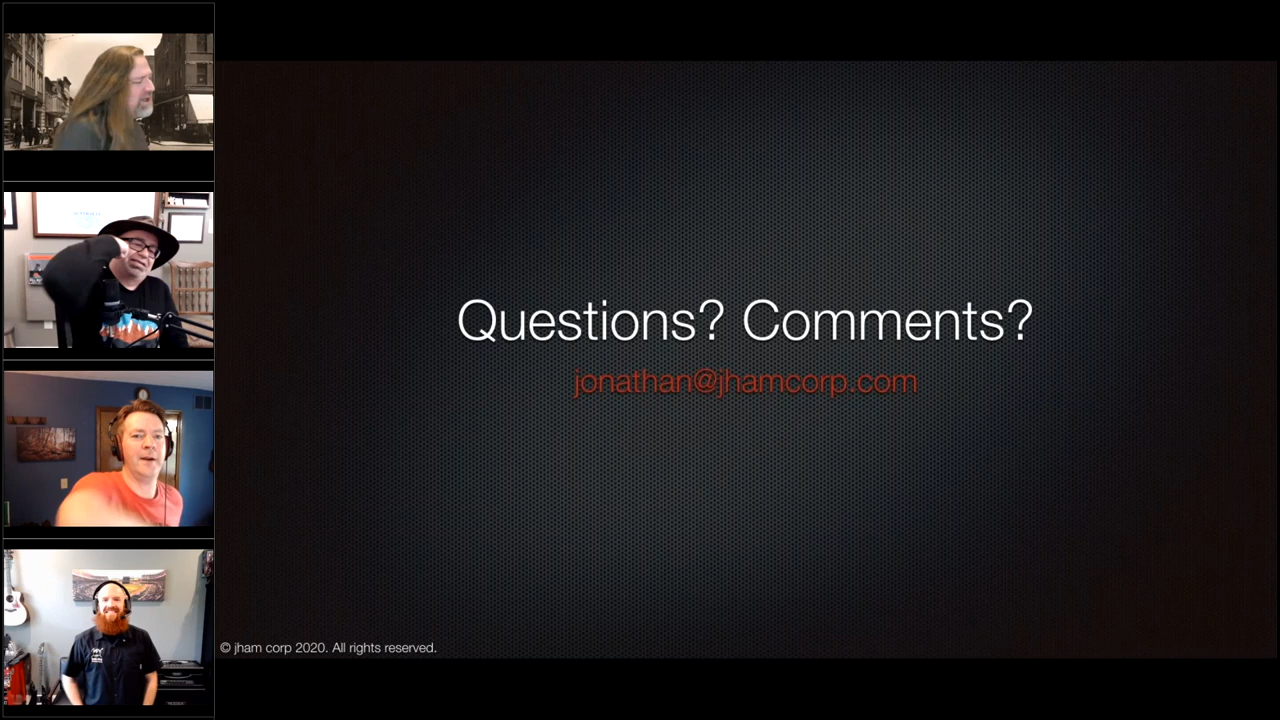 Questions? Comments?
jonathan@jhamcorp.com
© jham corp 2020. All rights reserved.